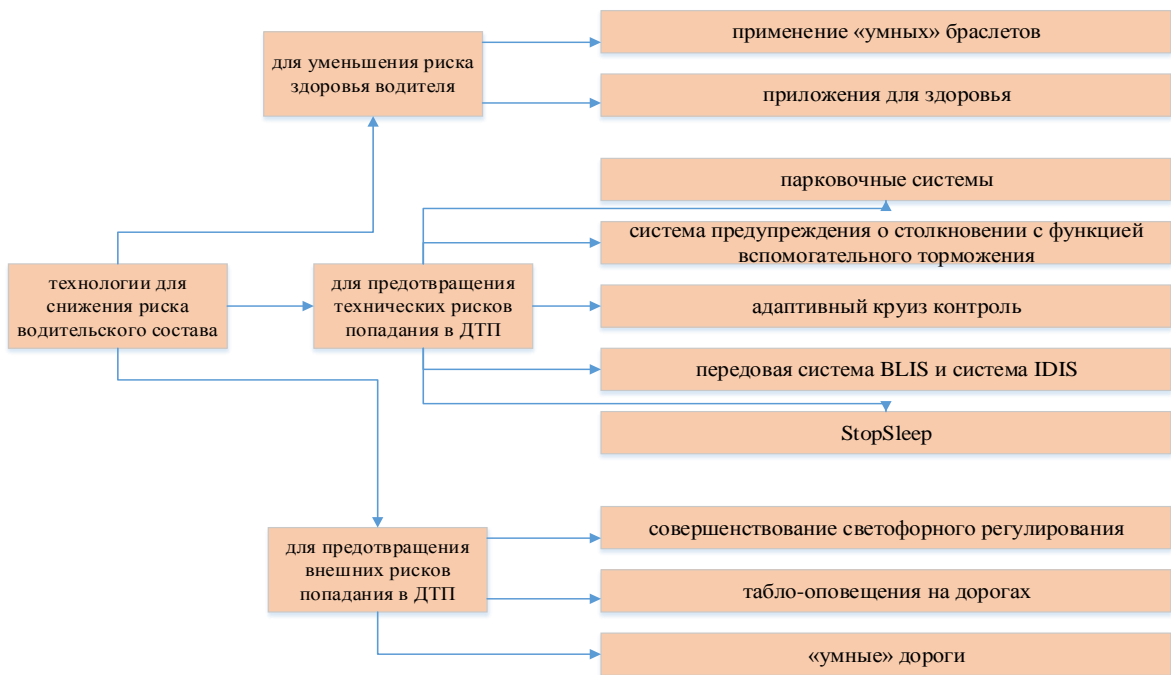 применение «умных» браслетов
для уменьшения риска
здоровья водителя
приложения для здоровья
парковочные системы
система предупреждения о столкновении с функцией
вспомогательного торможения
технологии для
снижения риска
водительского состава
для предотвращения
технических рисков
попадания в ДТП
адаптивный круиз контроль
передовая система BLIS и система IDIS
StopSleep
для предотвращения
внешних рисков
попадания в ДТП
совершенствование светофорного регулирования
табло-оповещения на дорогах
«умные» дороги